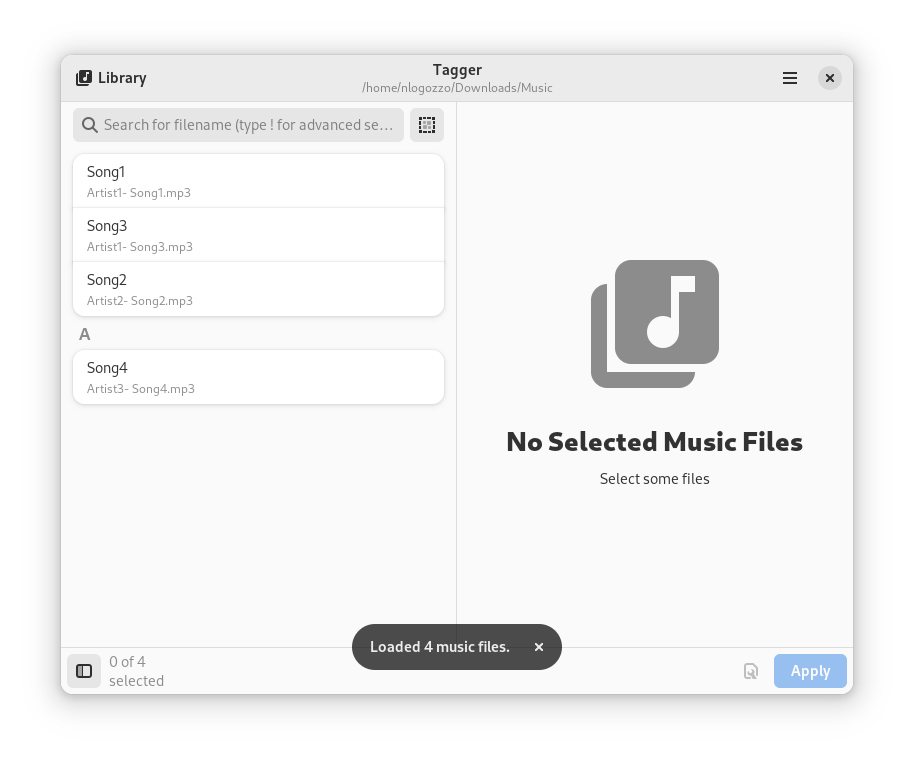 Library
Tagger
/home/nlogozzo/Downloads/Music
Search for filename (type ! for advanced se...
Song1
Artist1- Song1.mp3
Song3
Artist1- Song3.mp3
Song2
Artist2- Song2.mp3
A
Song4
Artist3- Song4.mp3
No Selected Music Files
Select some files
Loaded 4 music files.
0 of 4
selected
Apply